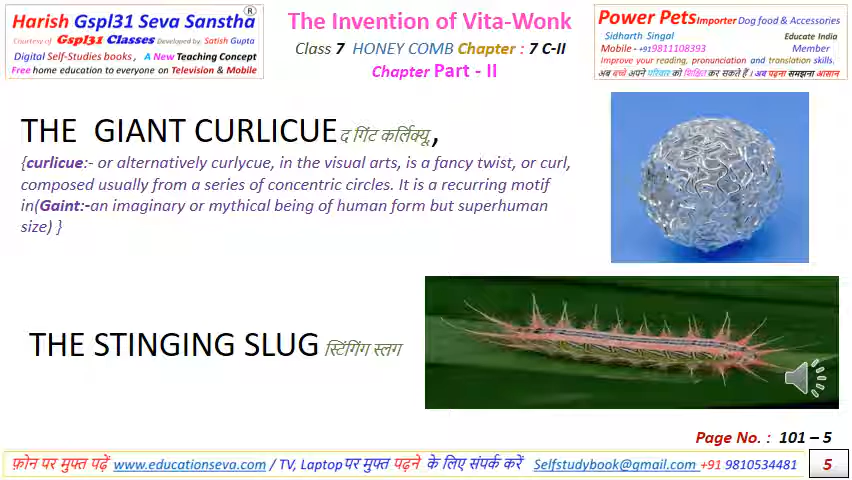 Harish Gspl31 Seva Sanstha ®
Courtesy of Gspl31 Classes Developed by Satish Gupta
Digital Self-Studies books, A New Teaching Concept
Free home education to everyone on Television & Mobile
The Invention of Vita-Wonk
Class 7 HONEY COMB Chapter : 7 C-II
Chapter Part - II
Power Pets Importer Dog food & Accessories
Sidharth Singal Educate India
Mobile - +919811108393 Member
Improve your reading, pronunciation and translation skills.
अब बच्चे अपने परिवार को शिक्षित कर सकते हैं । अब पढ़ना समझना आसान
THE GIANT CURLICUE द गिंट कर्लिक्यू,
{curlicue:- or alternatively curlycue, in the visual arts, is a fancy twist, or curl,
composed usually from a series of concentric circles. It is a recurring motif
in(Gaint:-an imaginary or mythical being of human form but superhuman
size) }
THE STINGING SLUG स्टिंगिंग स्लग
Page No. : 101 – 5
फ़ोन पर मुफ्त पढ़ें www.educationseva.com / TV, Laptop पर मुफ्त पढ़ने के लिए संपर्क करें Selfstudybook@gmail.com +91 9810534481 5